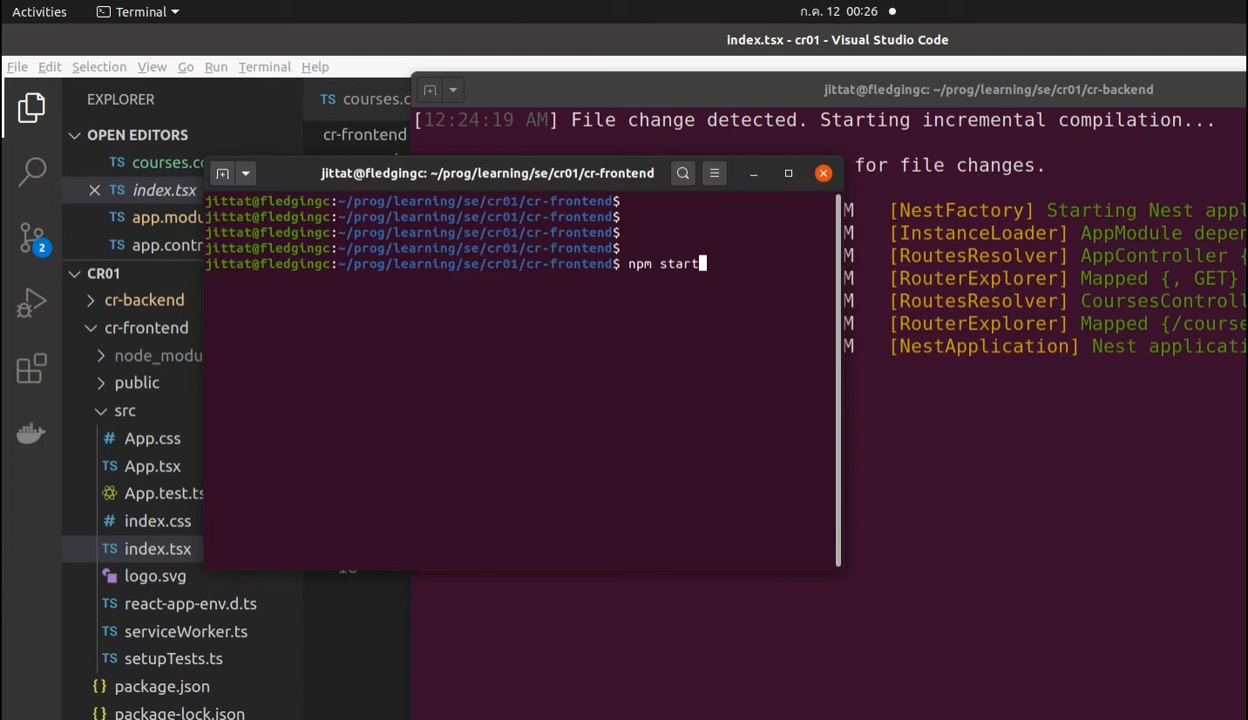 Activities
Terminal
ก.ค. 12 00:26
index.tsx - cr01 - Visual Studio Code
File Edit Selection View Go Run Terminal Help
EXPLORER
OPEN EDITORS
courses.co
index.tsx
app.modu
app.contr
2
CR01
cr-backend
cr-frontend
node_modu
public
src
# App.css
TS App.tsx
App.test.ts
# index.css
TS index.tsx
logo.svg
TS react-app-env.d.ts
TS serviceWorker.ts
TS setupTests.ts
{} package.json
{} package-lock.json
TS courses.c
cr-frontend
jittat@fledgingc: ~/prog/learning/se/cr01/cr-backend
[12:24:19 AM] File change detected. Starting incremental compilation...
for file changes.
M [NestFactory] Starting Nest appl
M [InstanceLoader] AppModule depen
M [RoutesResolver] AppController {
M [RouterExplorer] Mapped {, GET}
M [RoutesResolver] CoursesControll
M [RouterExplorer] Mapped {/course
M [NestApplication] Nest applicati
jittat@fledgingc: ~/prog/learning/se/cr01/cr-frontend
jittat@fledgingc:~/prog/learning/se/cr01/cr-frontend$
jittat@fledgingc:~/prog/learning/se/cr01/cr-frontend$
jittat@fledgingc:~/prog/learning/se/cr01/cr-frontend$
jittat@fledgingc:~/prog/learning/se/cr01/cr-frontend$
jittat@fledgingc:~/prog/learning/se/cr01/cr-frontend$ npm start